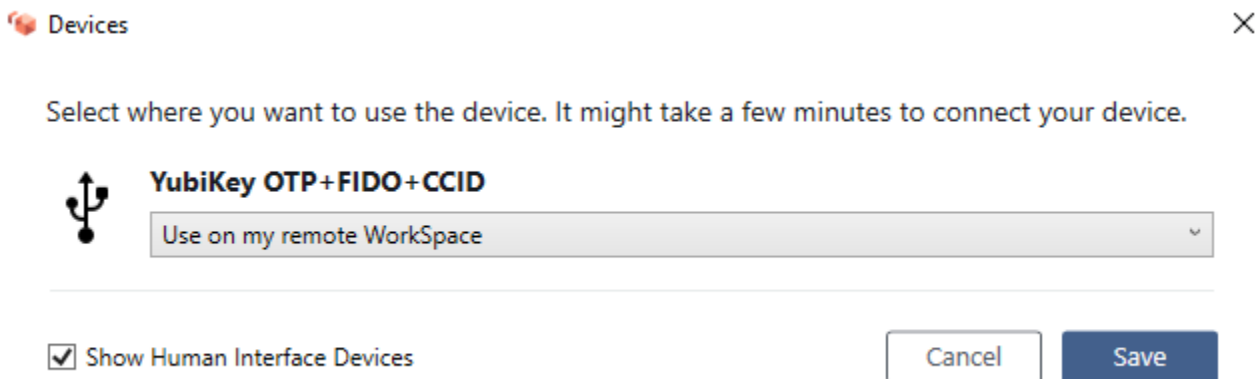 Devices
Select where you want to use the device. It might take a few minutes to connect your device.
YubiKey OTP+FIDO+CCID
Use on my remote WorkSpace
Show Human Interface Devices
Cancel
Save